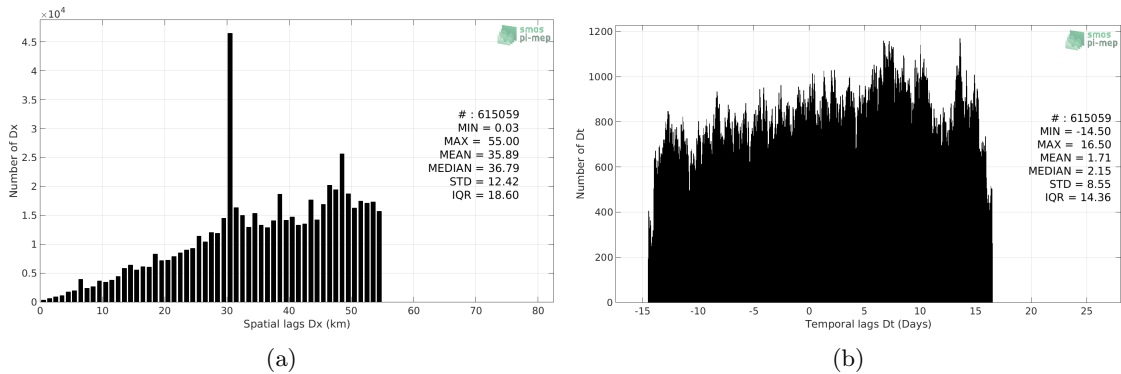 ×10⁴
4.5
4
3.5
3
2.5
2
1.5
1
0.5
0
Number of Dx
0 10 20 30 40 50 60 70 80
Spatial lags Dx (km)
smos
pi-mep
# : 615059
MIN = 0.03
MAX = 55.00
MEAN = 35.89
MEDIAN = 36.79
STD = 12.42
IQR = 18.60
(a)
1200
1000
800
600
400
200
0
Number of Dt
-15 -10 -5 0 5 10 15 20 25
Temporal lags Dt (Days)
smos
pi-mep
# : 615059
MIN = -14.50
MAX = 16.50
MEAN = 1.71
MEDIAN = 2.15
STD = 8.55
IQR = 14.36
(b)